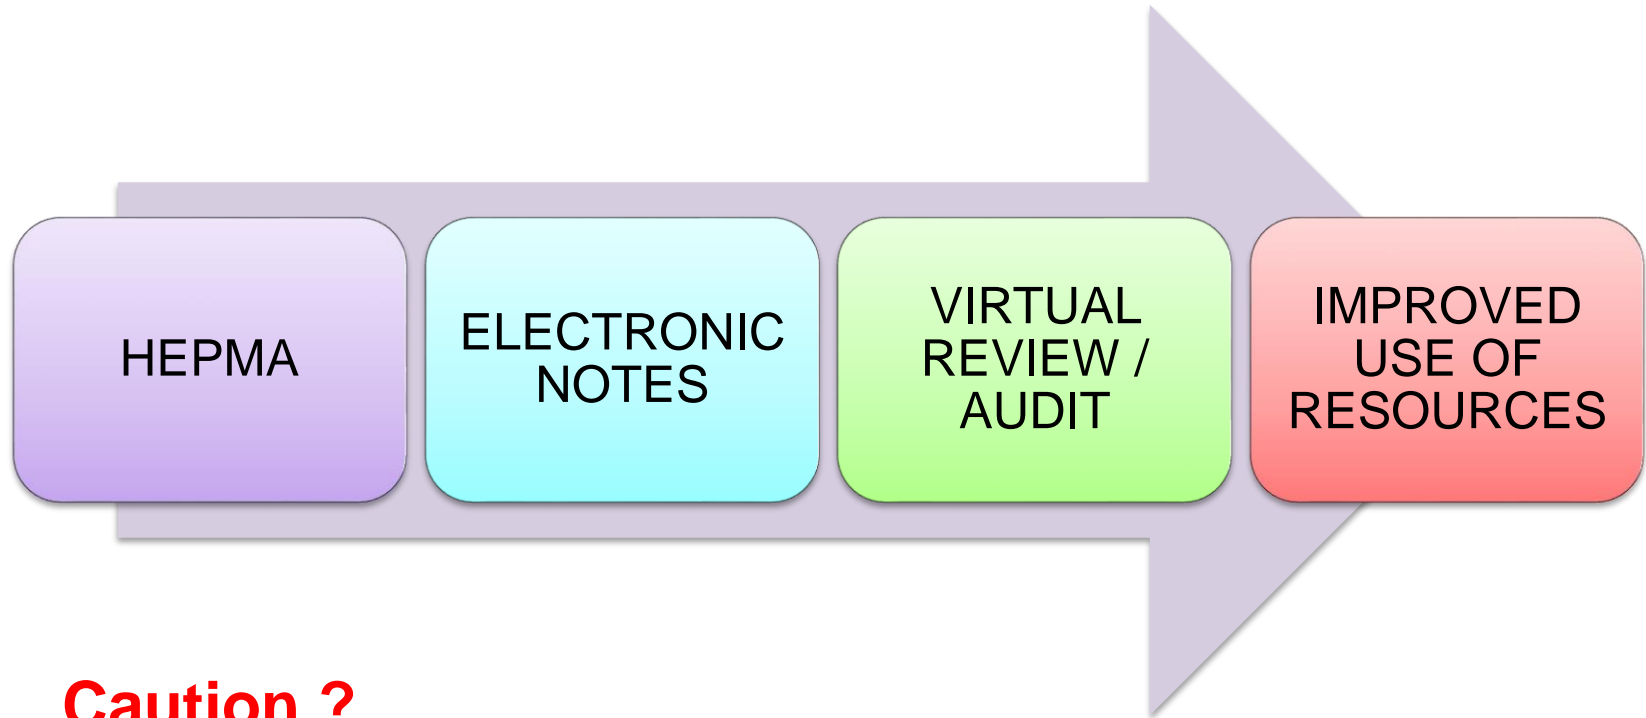 HEPMA
ELECTRONIC
NOTES
VIRTUAL
REVIEW /
AUDIT
IMPROVED
USE OF
RESOURCES
Caution ?